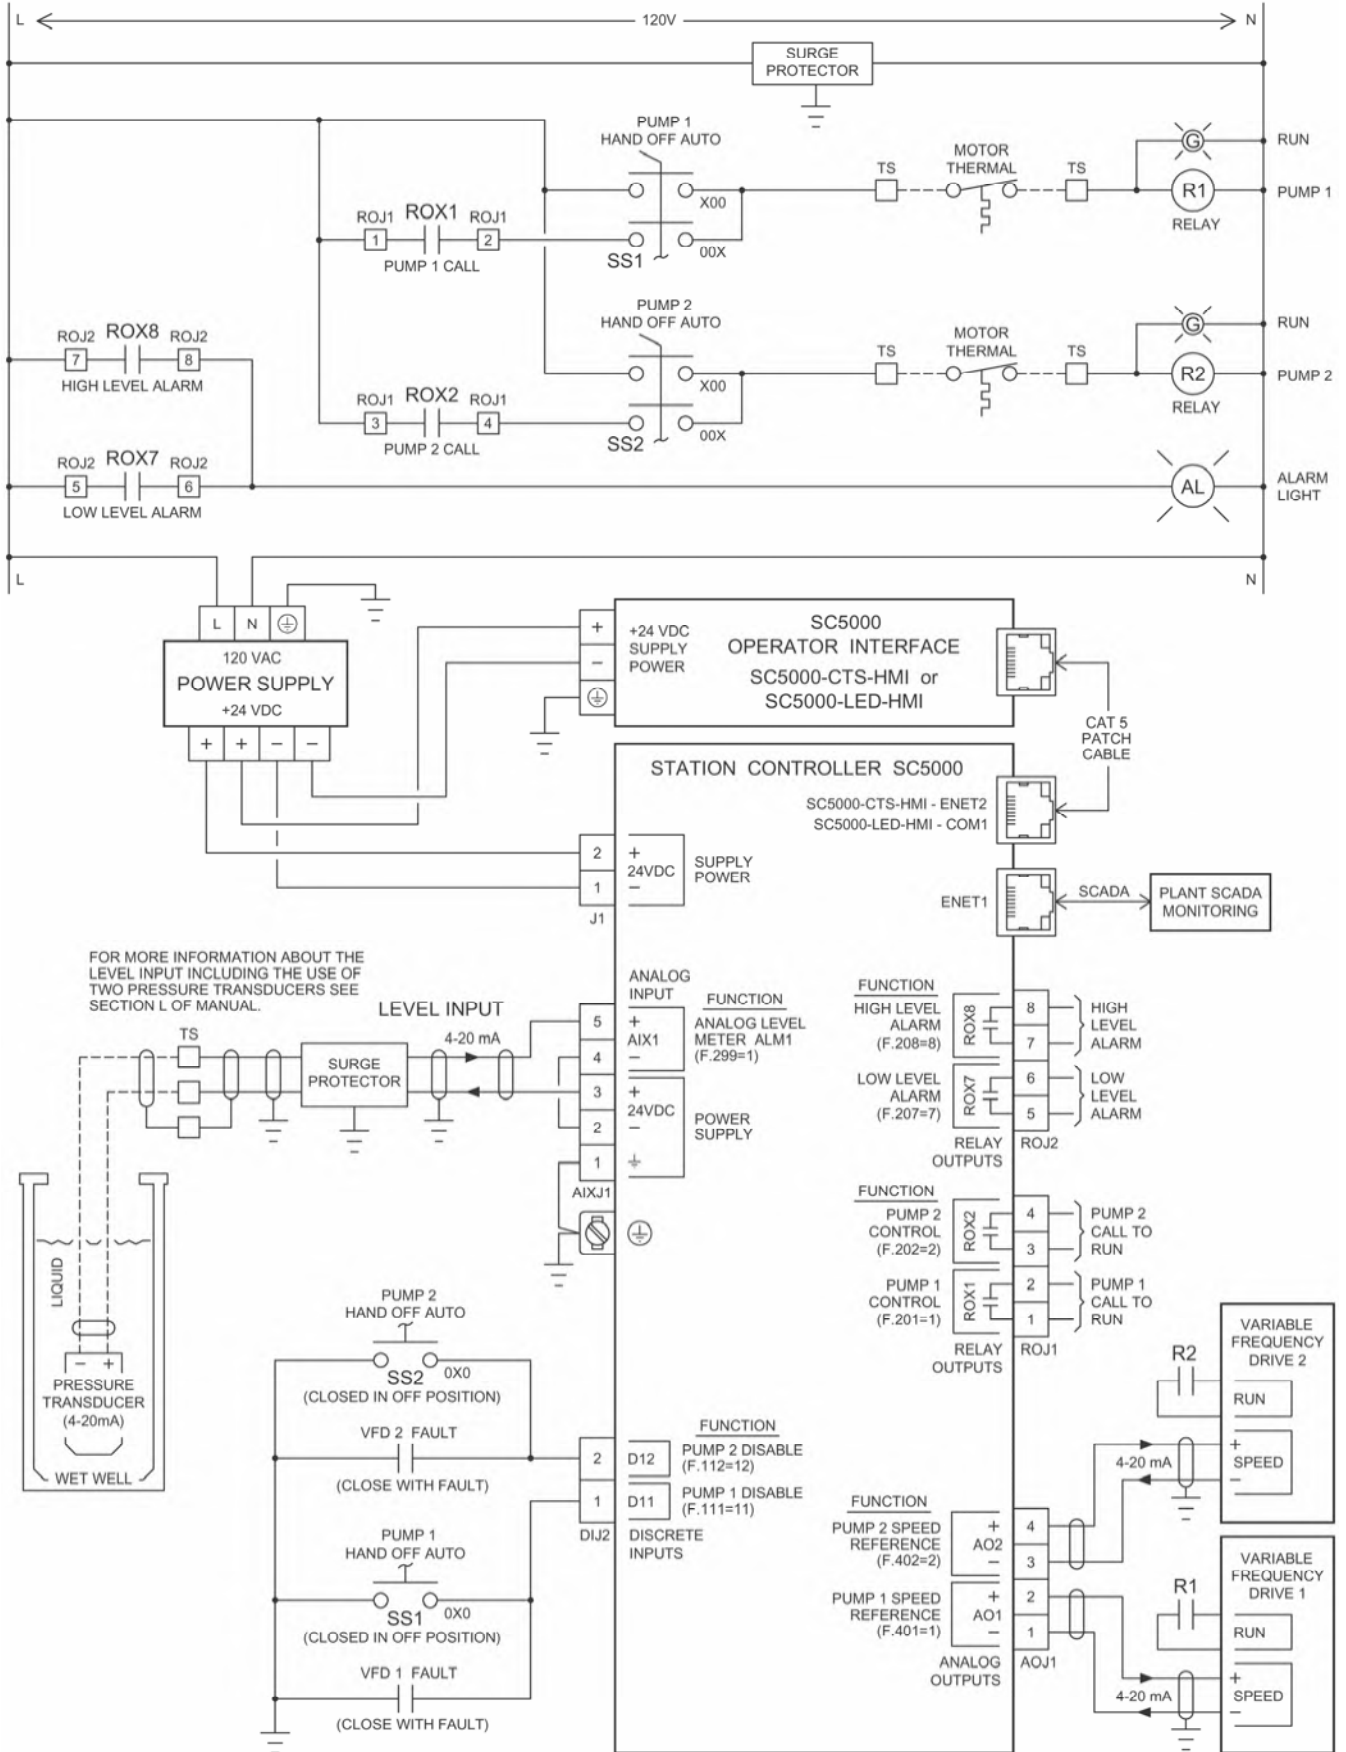 L
120V
N
SURGE
PROTECTOR
PUMP 1
HAND OFF AUTO
X00
00X
SS1
ROJ1 ROX1 ROJ1
1 2
PUMP 1 CALL
TS
MOTOR
THERMAL
TS
G
RUN
R1
PUMP 1
RELAY
PUMP 2
HAND OFF AUTO
X00
00X
SS2
ROJ1 ROX2 ROJ1
3 4
PUMP 2 CALL
TS
MOTOR
THERMAL
TS
G
RUN
R2
PUMP 2
RELAY
ROJ2 ROX8 ROJ2
7 8
HIGH LEVEL ALARM
ROJ2 ROX7 ROJ2
5 6
LOW LEVEL ALARM
AL
ALARM
LIGHT
L
N
L N
120 VAC
POWER SUPPLY
+24 VDC
+ + − −
+
−
+24 VDC
SUPPLY
POWER
SC5000
OPERATOR INTERFACE
SC5000-CTS-HMI or
SC5000-LED-HMI
CAT 5
PATCH
CABLE
STATION CONTROLLER SC5000
SC5000-CTS-HMI - ENET2
SC5000-LED-HMI - COM1
2
1
J1
+
24VDC
−
SUPPLY
POWER
ENET1
SCADA
PLANT SCADA
MONITORING
FOR MORE INFORMATION ABOUT THE
LEVEL INPUT INCLUDING THE USE OF
TWO PRESSURE TRANSDUCERS SEE
SECTION L OF MANUAL.
LEVEL INPUT
TS
SURGE
PROTECTOR
4-20 mA
ANALOG
INPUT
FUNCTION
5
4
3
2
1
AIXJ1
+
AIX1
−
ANALOG LEVEL
METER ALM1
(F.299=1)
+
24VDC
−
POWER
SUPPLY
LIQUID
− +
PRESSURE
TRANSDUCER
(4-20mA)
WET WELL
FUNCTION
HIGH LEVEL
ALARM
(F.208=8)
ROX8
8
7
HIGH
LEVEL
ALARM
LOW LEVEL
ALARM
(F.207=7)
ROX7
6
5
LOW
LEVEL
ALARM
RELAY
OUTPUTS
ROJ2
FUNCTION
PUMP 2
CONTROL
(F.202=2)
ROX2
4
3
PUMP 2
CALL TO
RUN
PUMP 1
CONTROL
(F.201=1)
ROX1
2
1
PUMP 1
CALL TO
RUN
RELAY
OUTPUTS
ROJ1
PUMP 2
HAND OFF AUTO
SS2
0X0
(CLOSED IN OFF POSITION)
VFD 2 FAULT
(CLOSE WITH FAULT)
FUNCTION
2
D12
PUMP 2 DISABLE
(F.112=12)
1
D11
PUMP 1 DISABLE
(F.111=11)
DIJ2
DISCRETE
INPUTS
PUMP 1
HAND OFF AUTO
SS1
0X0
(CLOSED IN OFF POSITION)
VFD 1 FAULT
(CLOSE WITH FAULT)
FUNCTION
PUMP 2 SPEED
REFERENCE
(F.402=2)
+
AO2
−
4
3
PUMP 1 SPEED
REFERENCE
(F.401=1)
+
AO1
−
2
1
ANALOG
OUTPUTS
AOJ1
VARIABLE
FREQUENCY
DRIVE 2
R2
RUN
4-20 mA
+
SPEED
−
VARIABLE
FREQUENCY
DRIVE 1
R1
RUN
4-20 mA
+
SPEED
−